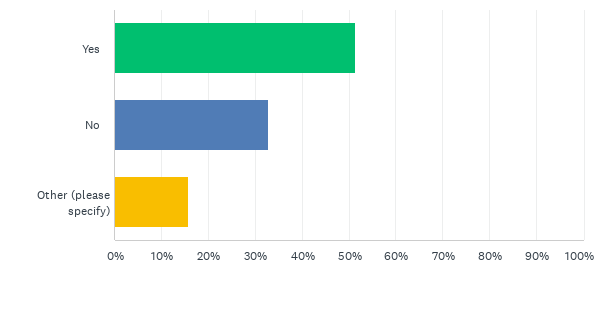 Yes
No
Other (please
specify)
0% 10% 20% 30% 40% 50% 60% 70% 80% 90% 100%